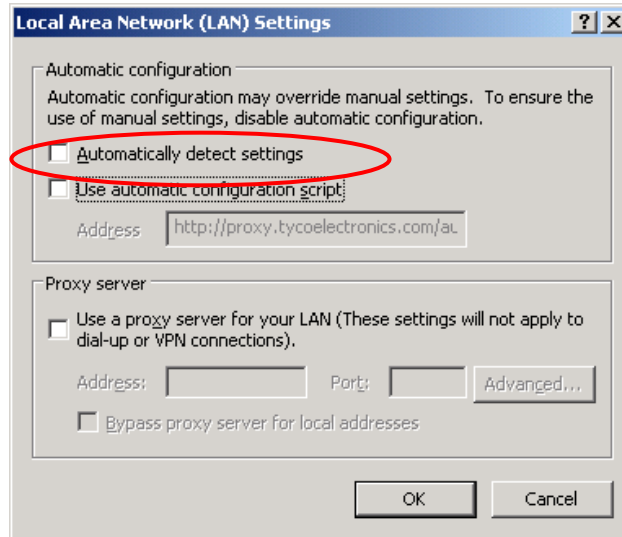 Local Area Network (LAN) Settings
? X
Automatic configuration
Automatic configuration may override manual settings. To ensure the
use of manual settings, disable automatic configuration.
Automatically detect settings
Use automatic configuration script
Address http://proxy.tycoelectronics.com/au
Proxy server
Use a proxy server for your LAN (These settings will not apply to
dial-up or VPN connections).
Address: Port: Advanced...
Bypass proxy server for local addresses
OK Cancel